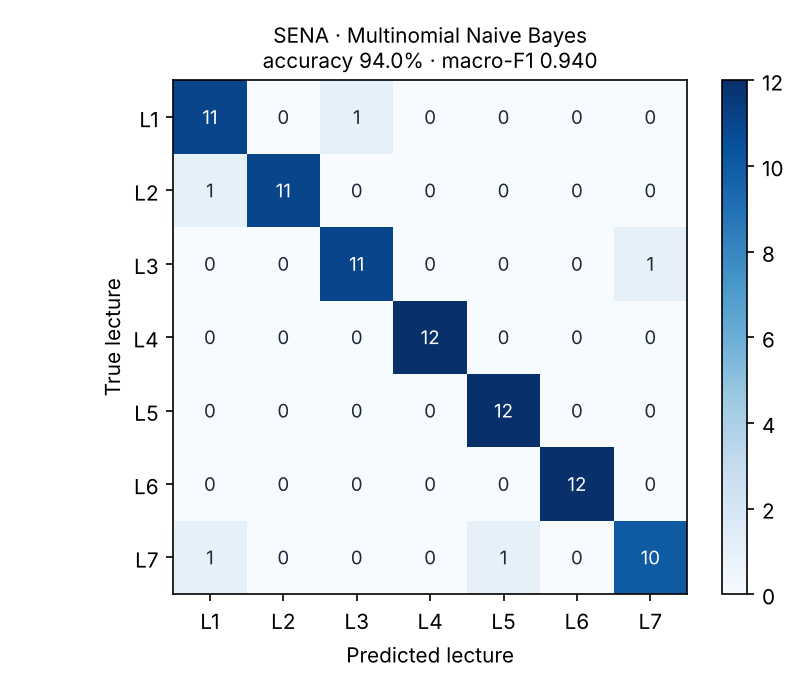 SENA · Multinomial Naive Bayes
accuracy 94.0% · macro-F1 0.940
L1 11 0 1 0 0 0 0
L2 1 11 0 0 0 0 0
L3 0 0 11 0 0 0 1
L4 0 0 0 12 0 0 0
L5 0 0 0 0 12 0 0
L6 0 0 0 0 0 12 0
L7 1 0 0 0 1 0 10
L1 L2 L3 L4 L5 L6 L7
Predicted lecture
True lecture
12
10
8
6
4
2
0